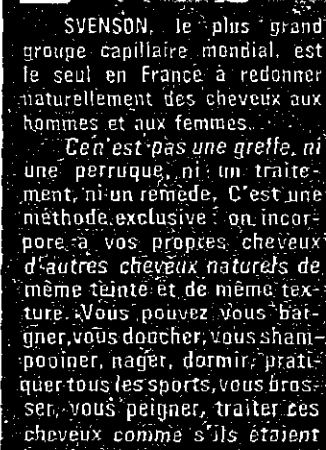 SVENSON, le plus grand
groupe capillaire mondial, est
le seul en France à redonner
naturellement des cheveux aux
hommes et aux femmes.
Ce n'est pas une greffe, ni
une perruque, ni un traite-
ment, ni un remède. C'est une
méthode exclusive : on incor-
pore à vos propres cheveux
d'autres cheveux naturels de
même teinte et de même tex-
ture. Vous pouvez vous bai-
gner, vous doucher, vous sham-
pooiner, nager, dormir, prati-
quer tous les sports, vous bros-
ser, vous peigner, traiter ces
cheveux comme s'ils étaient